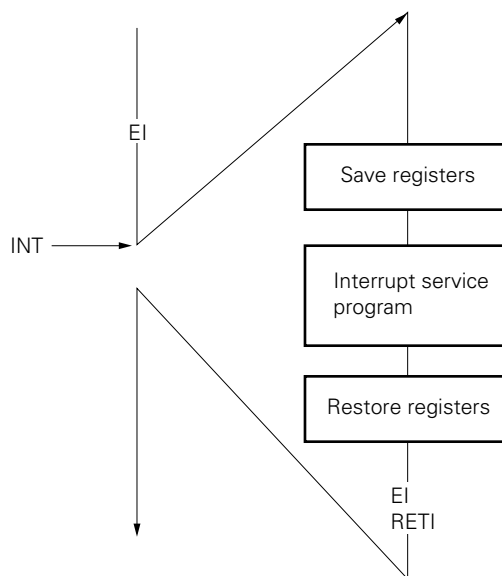 EI
Save registers
INT
Interrupt service
program
Restore registers
EI
RETI